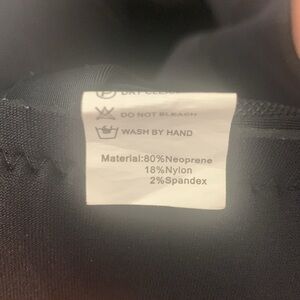 DRY CLEAN
DO NOT BLEACH
WASH BY HAND
Material:80%Neoprene
18%Nylon
2%Spandex